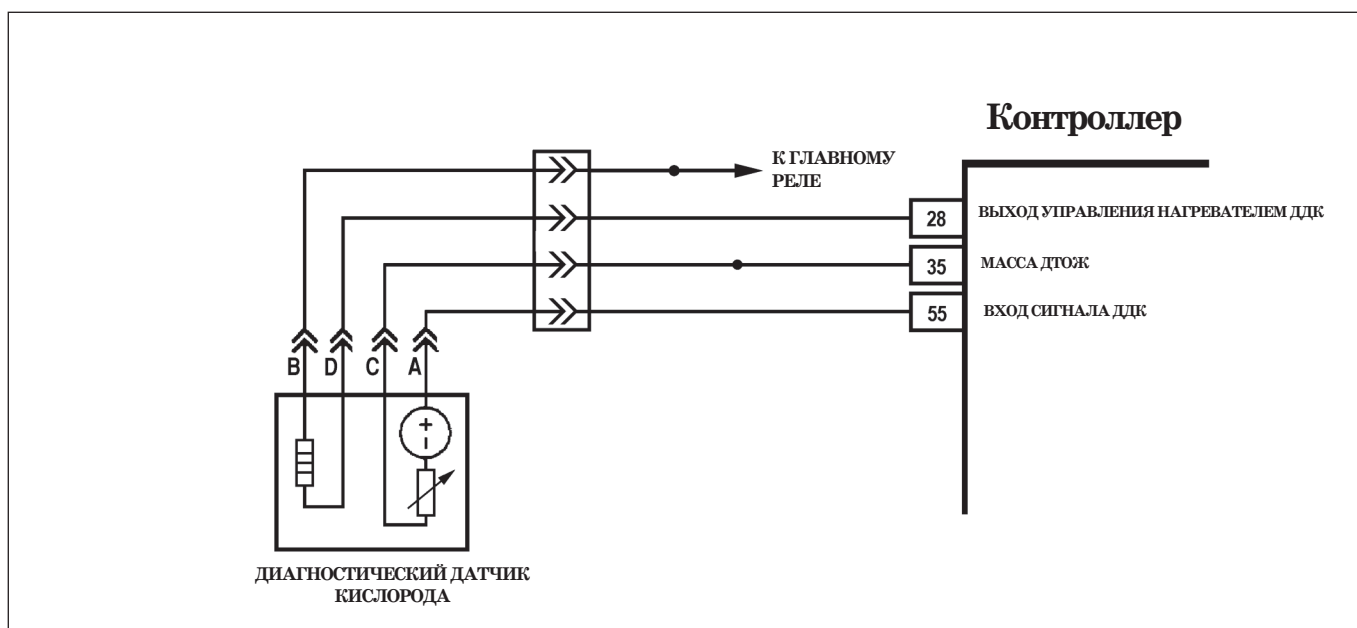 Контроллер
К ГЛАВНОМУ
РЕЛЕ
28 ВЫХОД УПРАВЛЕНИЯ НАГРЕВАТЕЛЕМ ДДК
35 МАССА ДТОЖ
55 ВХОД СИГНАЛА ДДК
B D C A
ДИАГНОСТИЧЕСКИЙ ДАТЧИК
КИСЛОРОДА